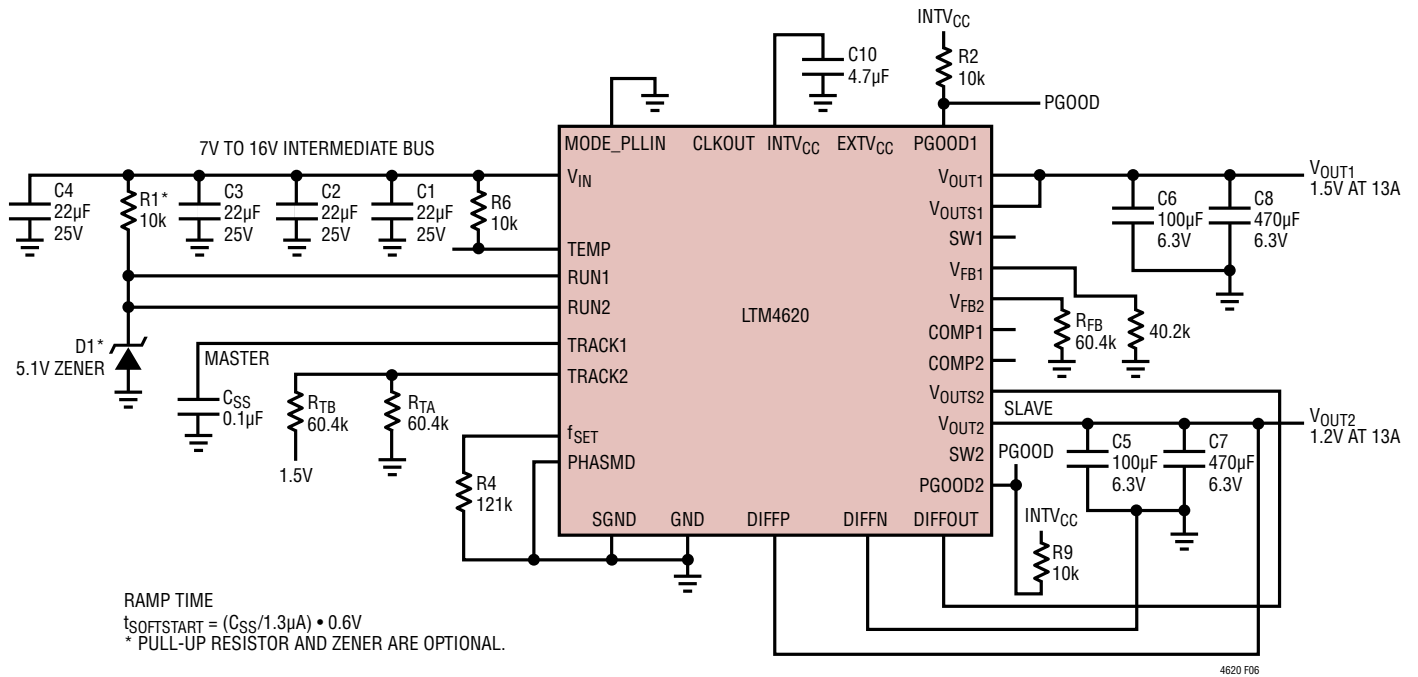 INTVCC
C10
4.7µF
R2
10k
PGOOD
7V TO 16V INTERMEDIATE BUS
MODE_PLLIN
CLKOUT
INTVCC
EXTVCC
PGOOD1
C4
22µF
25V
R1*
10k
C3
22µF
25V
C2
22µF
25V
C1
22µF
25V
R6
10k
VIN
TEMP
RUN1
RUN2
TRACK1
TRACK2
fSET
PHASMD
LTM4620
VOUT1
VOUTS1
SW1
VFB1
VFB2
COMP1
COMP2
VOUTS2
VOUT2
SW2
PGOOD2
SGND
GND
DIFFP
DIFFN
DIFFOUT
VOUT1
1.5V AT 13A
C6
100µF
6.3V
C8
470µF
6.3V
RFB
60.4k
40.2k
D1*
5.1V ZENER
MASTER
CSS
0.1µF
RTB
60.4k
1.5V
RTA
60.4k
R4
121k
SLAVE
VOUT2
1.2V AT 13A
PGOOD
C5
100µF
6.3V
C7
470µF
6.3V
INTVCC
R9
10k
RAMP TIME
tSOFTSTART = (CSS/1.3µA) • 0.6V
* PULL-UP RESISTOR AND ZENER ARE OPTIONAL.
4620 F06